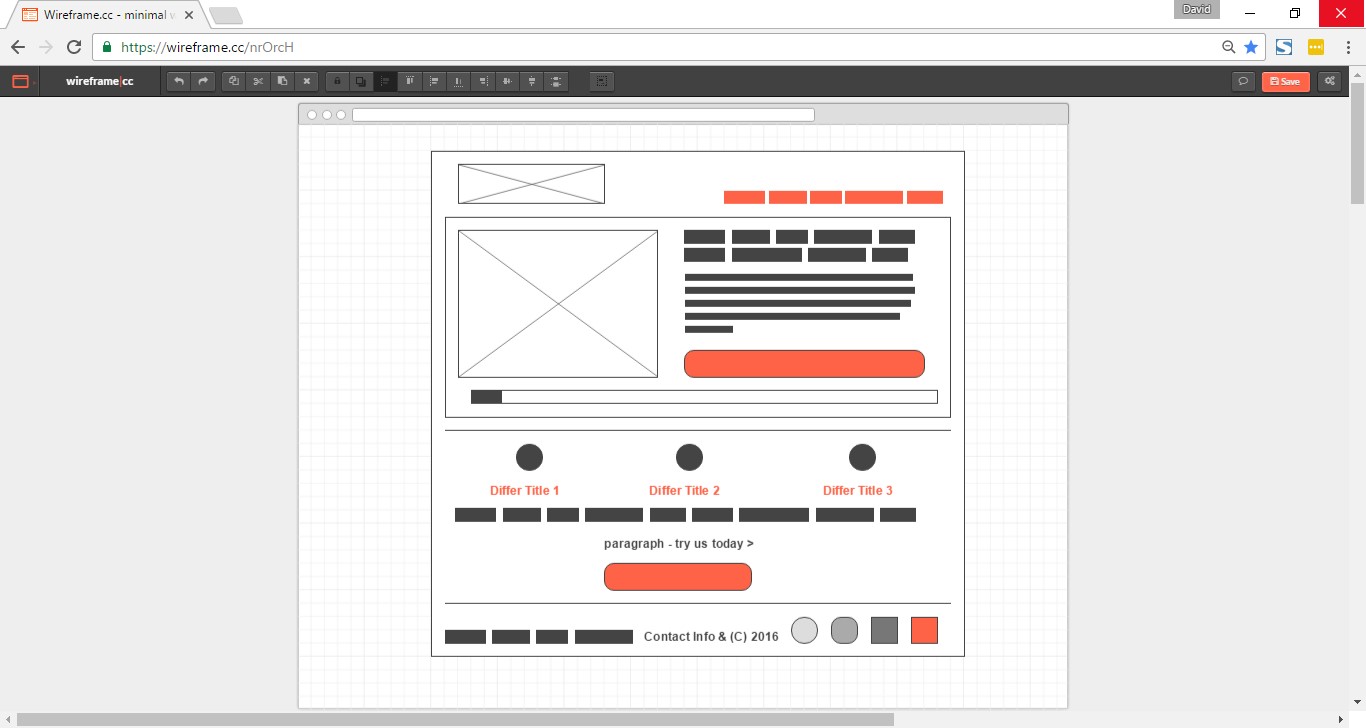 Wireframe.cc - minimal
David
https://wireframe.cc/nrOrcH
wireframe|cc
Save
Differ Title 1
Differ Title 2
Differ Title 3
paragraph - try us today >
Contact Info & (C) 2016